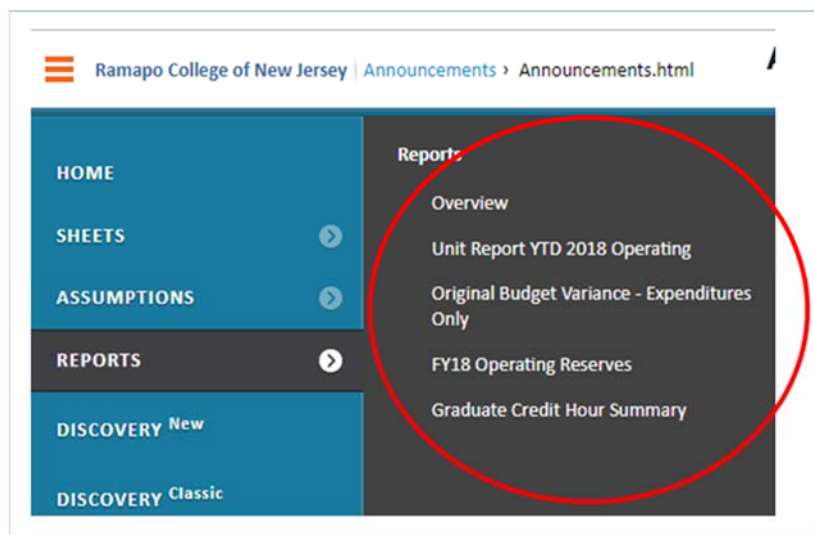 Ramapo College of New Jersey | Announcements › Announcements.html
HOME
SHEETS
ASSUMPTIONS
REPORTS
DISCOVERY New
DISCOVERY Classic
Reports
Overview
Unit Report YTD 2018 Operating
Original Budget Variance - Expenditures
Only
FY18 Operating Reserves
Graduate Credit Hour Summary